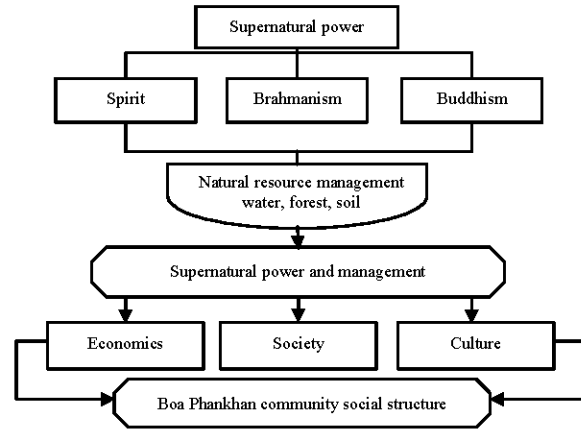 Supernatural power
Spirit
Brahmanism
Buddhism
Natural resource management
water, forest, soil
Supernatural power and management
Economics
Society
Culture
Boa Phankhan community social structure